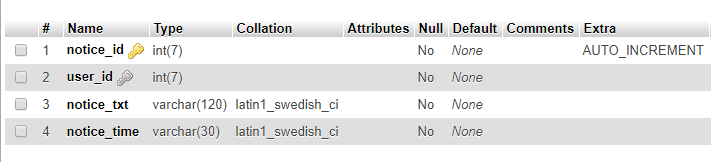 # Name Type Collation Attributes Null Default Comments Extra
1 notice_id int(7) No None AUTO_INCREMENT
2 user_id int(7) No None
3 notice_txt varchar(120) latin1_swedish_ci No None
4 notice_time varchar(30) latin1_swedish_ci No None